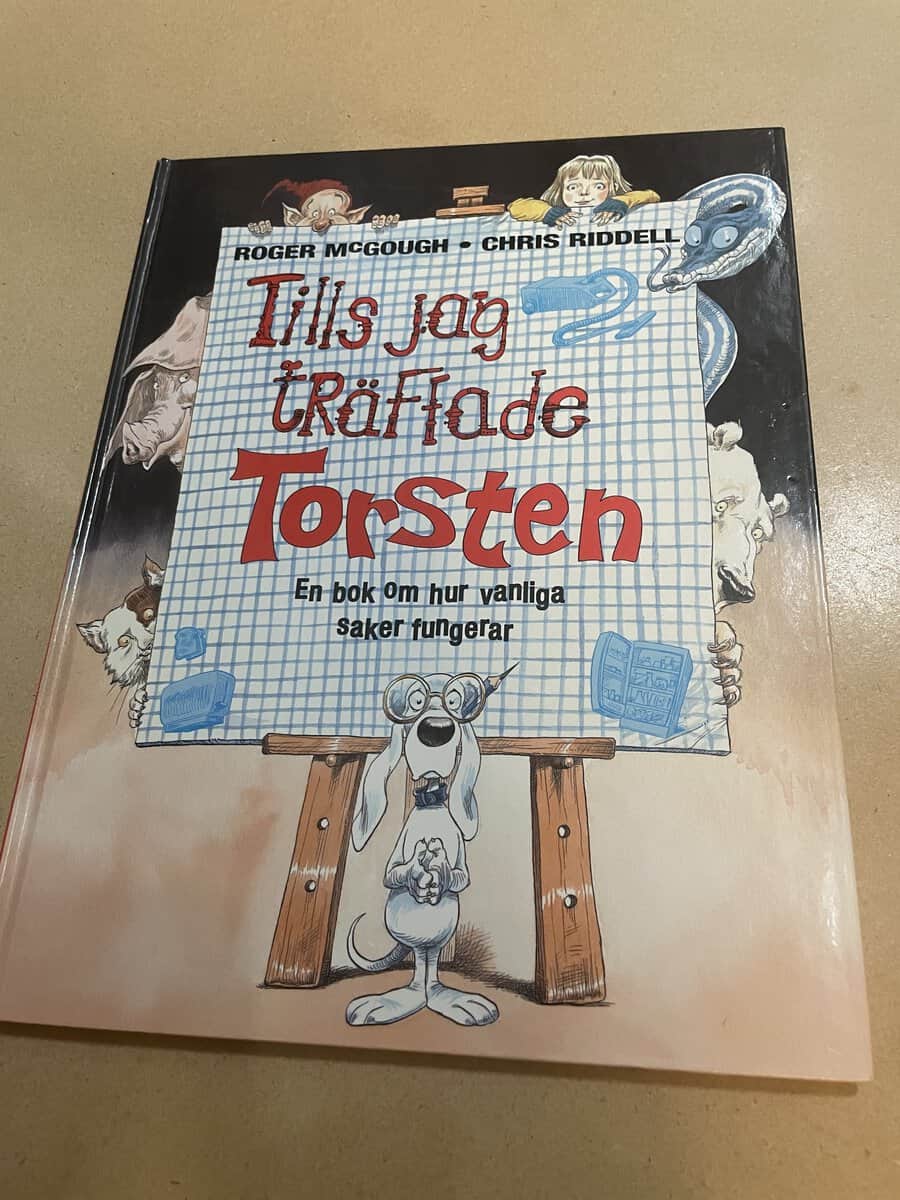 ROGER McGOUGH • CHRIS RIDDELL
Tills jag
träffade
Torsten
En bok om hur vanliga
saker fungerar